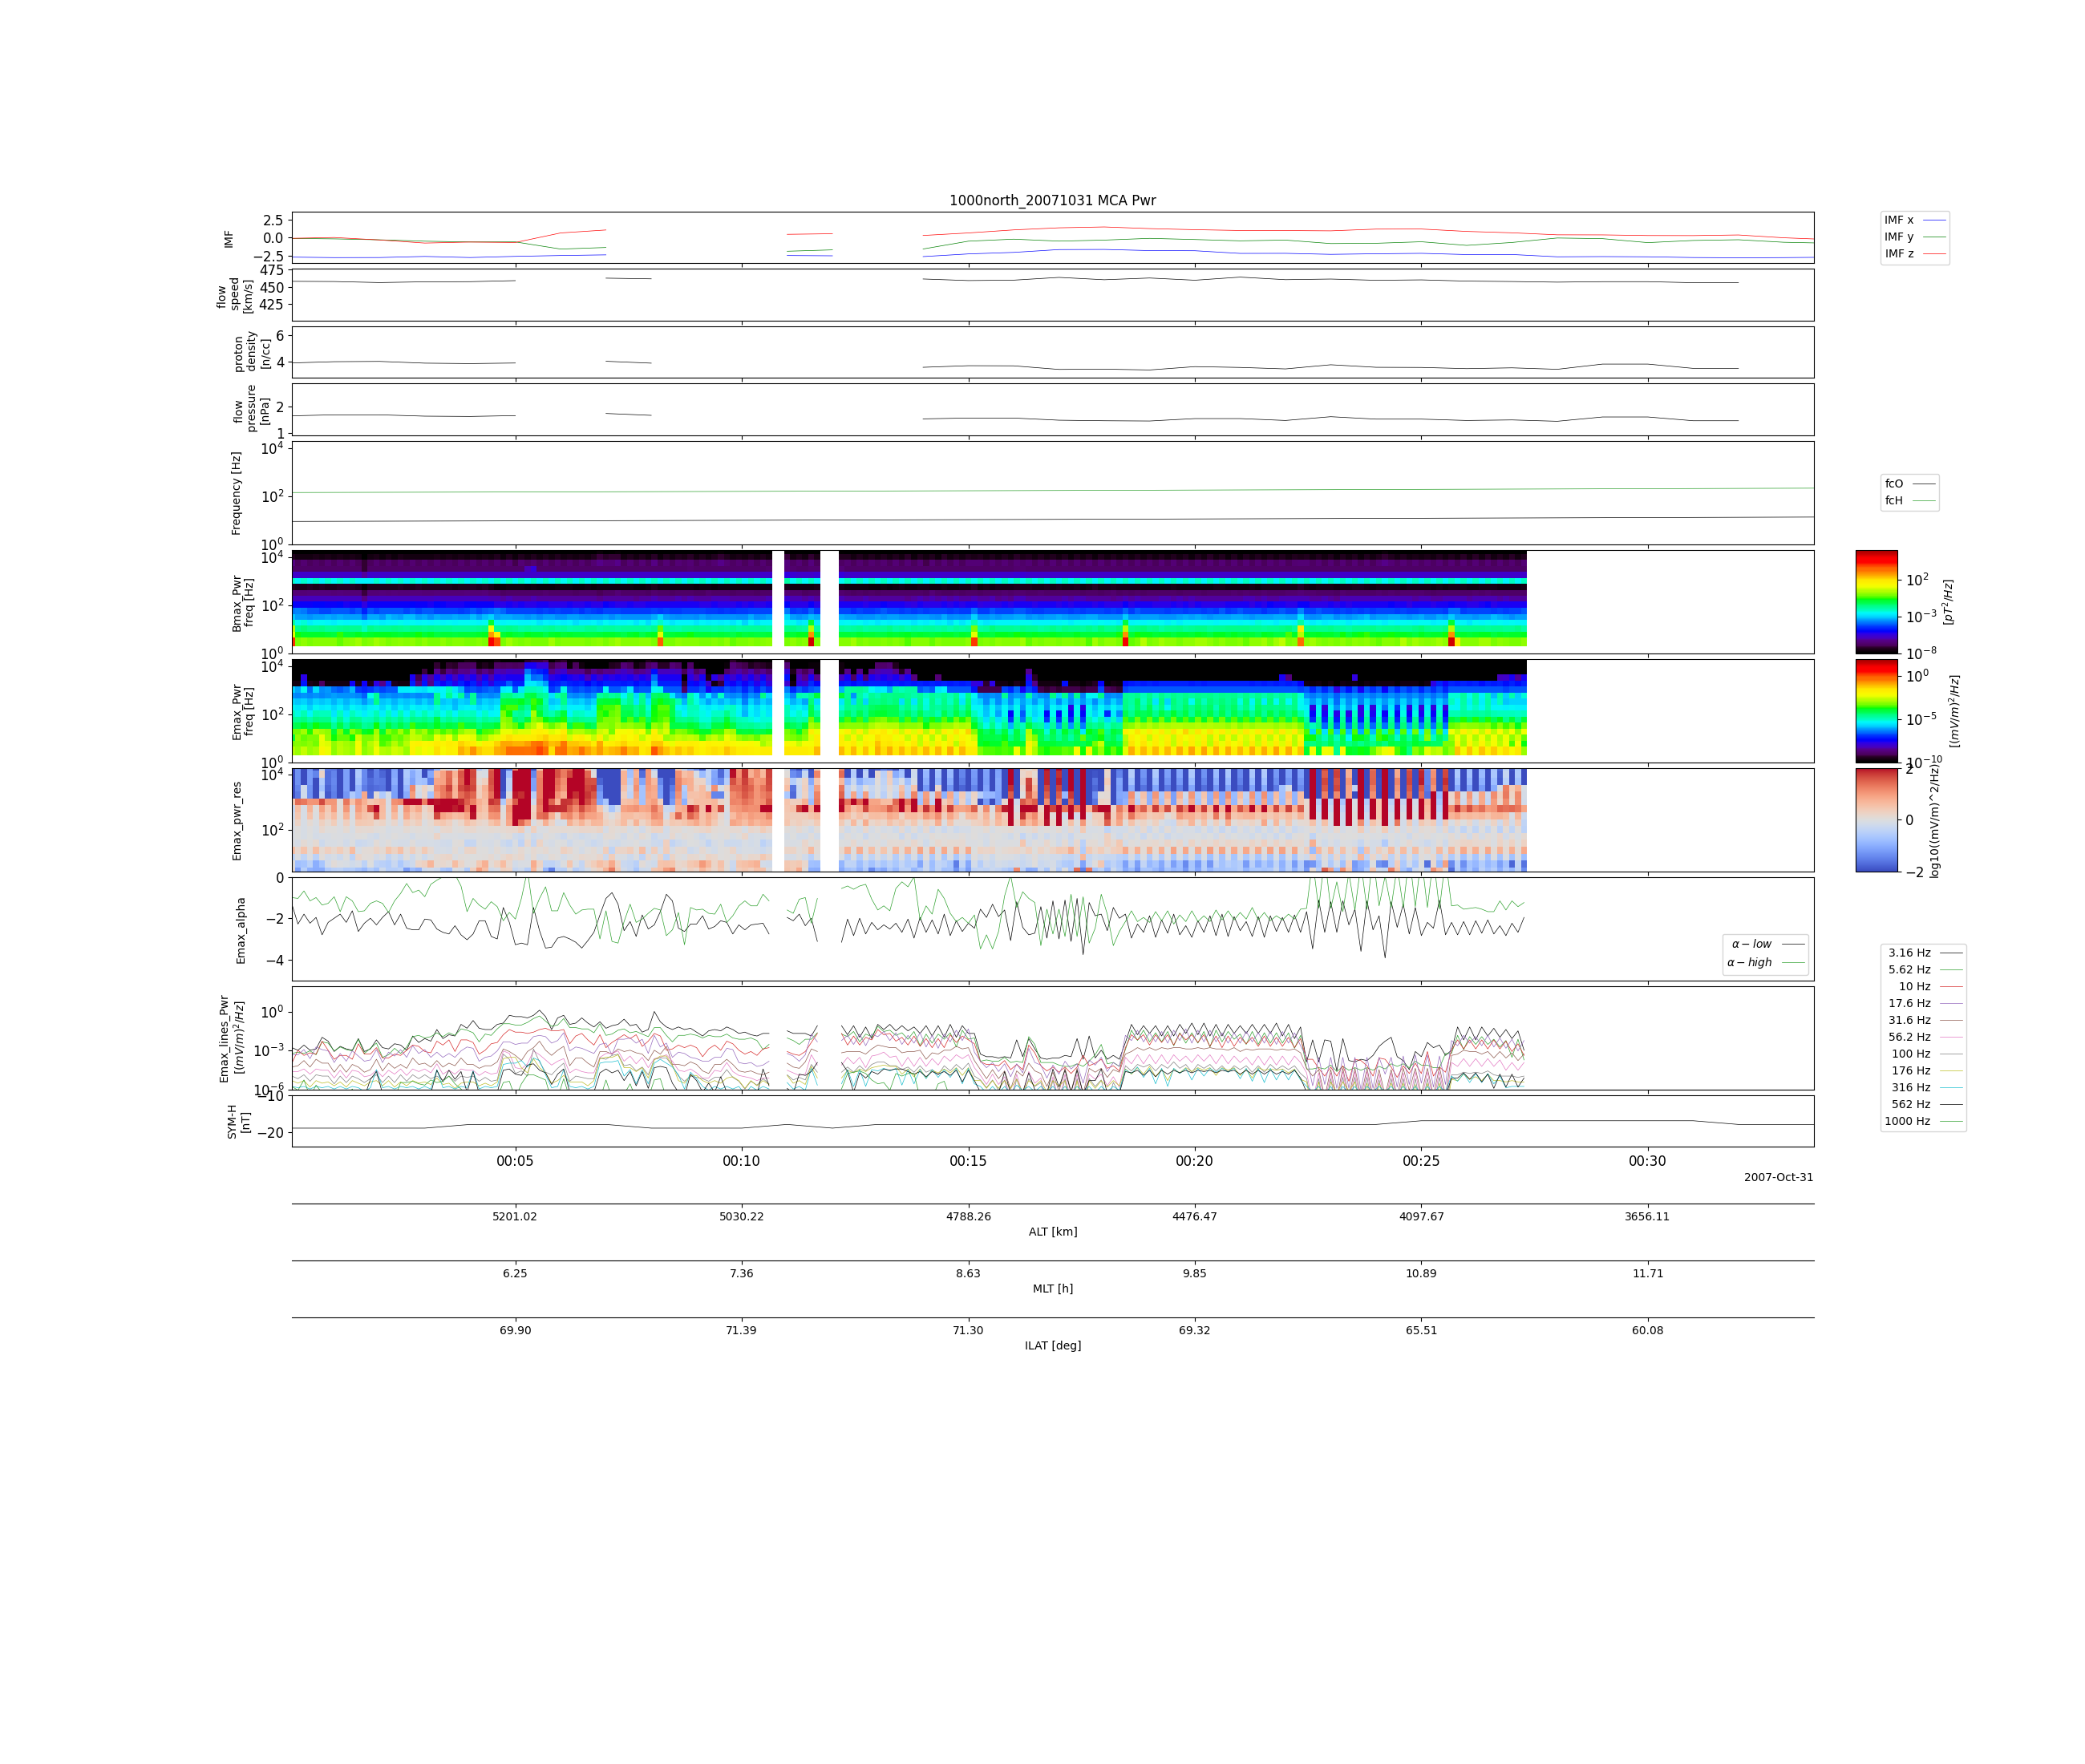 1000north_20071031 MCA Pwr
2.5
0.0
−2.5
IMF
IMF x
IMF y
IMF z
475
450
425
flow
speed
[km/s]
6
4
proton
density
[n/cc]
2
1
flow
pressure
[nPa]
10^4
10^2
10^0
Frequency [Hz]
fcO
fcH
10^4
10^2
10^0
Bmax_Pwr
freq [Hz]
10^2
10^−3
10^−8
[pT^2/Hz]
10^4
10^2
10^0
Emax_Pwr
freq [Hz]
10^0
10^−5
10^−10
[(mV/m)^2/Hz]
10^4
10^2
Emax_pwr_res
2
0
−2
log10((mV/m)^2/Hz)
0
−2
−4
Emax_alpha
α − low
α − high
10^0
10^−3
10^−6
Emax_lines_Pwr
[(mV/m)^2/Hz]
3.16 Hz
5.62 Hz
10 Hz
17.6 Hz
31.6 Hz
56.2 Hz
100 Hz
176 Hz
316 Hz
562 Hz
1000 Hz
−10
−20
SYM-H
[nT]
00:05 00:10 00:15 00:20 00:25 00:30
2007-Oct-31
5201.02 5030.22 4788.26 4476.47 4097.67 3656.11
ALT [km]
6.25 7.36 8.63 9.85 10.89 11.71
MLT [h]
69.90 71.39 71.30 69.32 65.51 60.08
ILAT [deg]